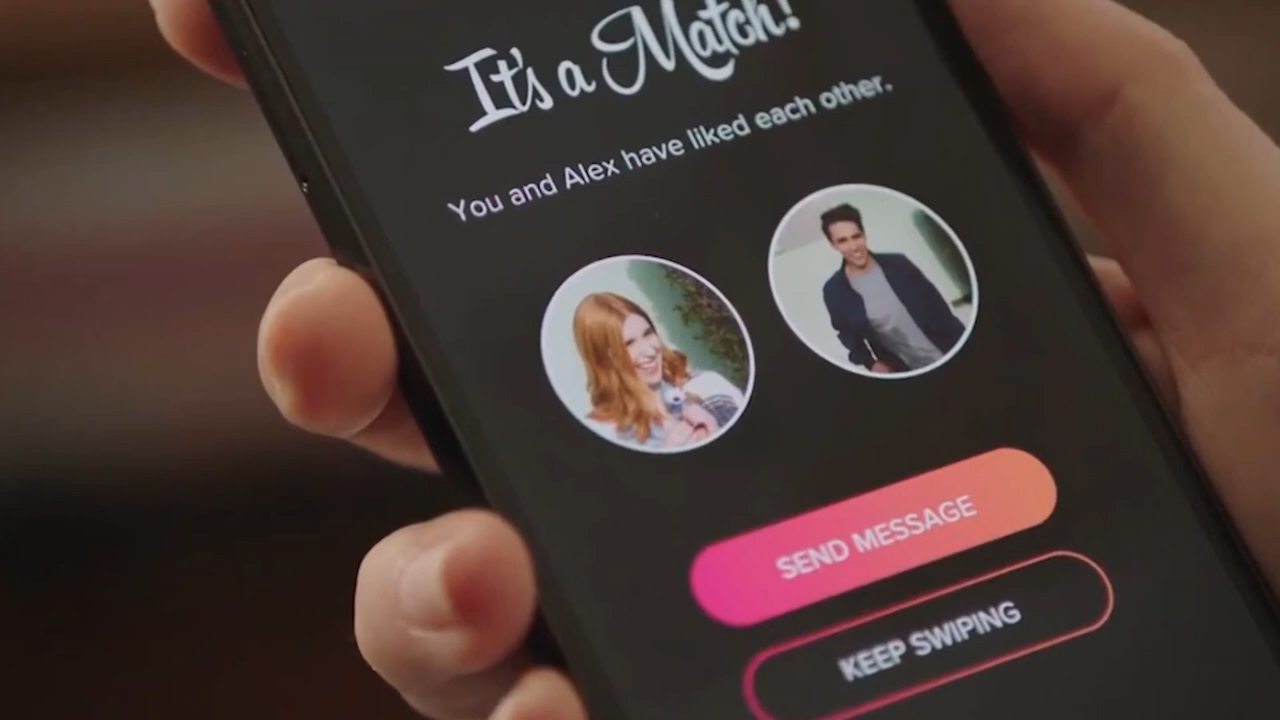 It's a Match!
You and Alex have liked each other.
SEND MESSAGE
KEEP SWIPING